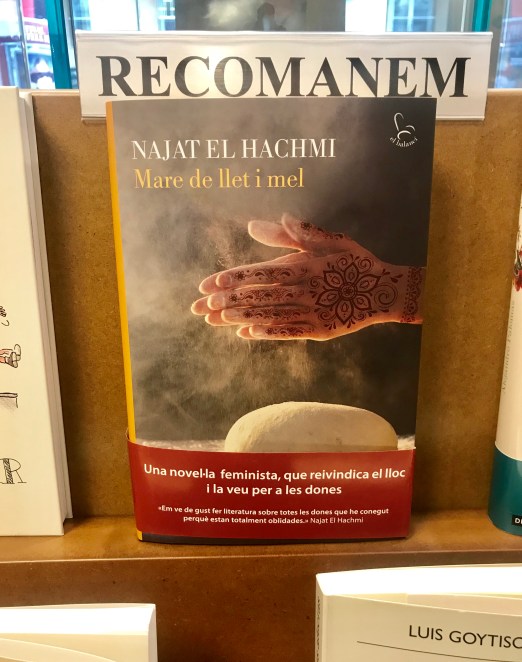 RECOMANEM
NAJAT EL HACHMI
Mare de llet i mel
el balancí
Una novel·la feminista, que reivindica el lloc
i la veu per a les dones
«Em ve de gust fer literatura sobre totes les dones que he conegut
perquè estan totalment oblidades.» Najat El Hachmi
R
LUIS GOYTISO